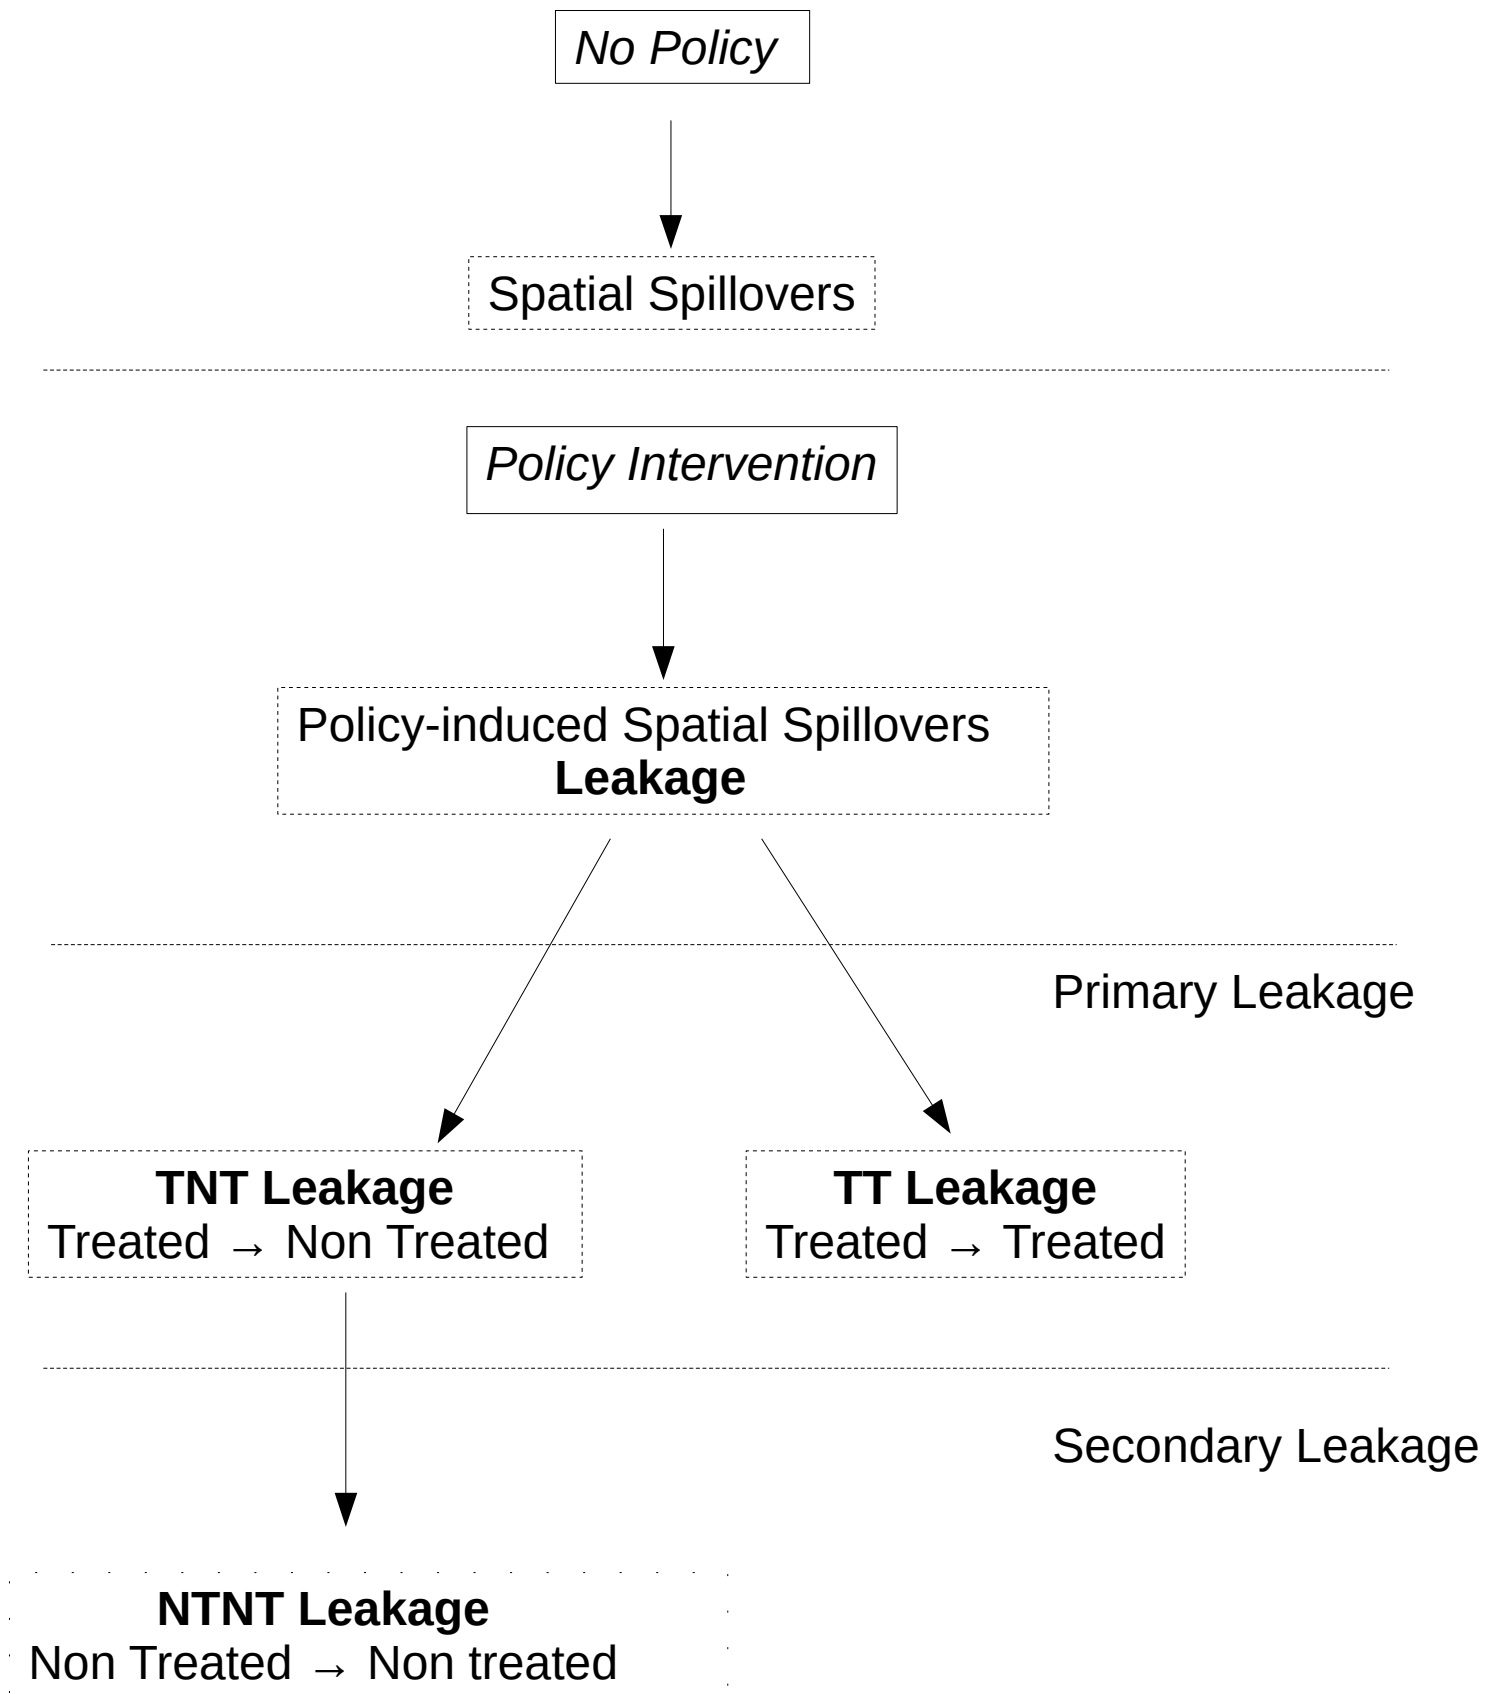 No Policy
Spatial Spillovers
Policy Intervention
Policy-induced Spatial Spillovers
Leakage
Primary Leakage
TNT Leakage
Treated → Non Treated
TT Leakage
Treated → Treated
Secondary Leakage
NTNT Leakage
Non Treated → Non treated